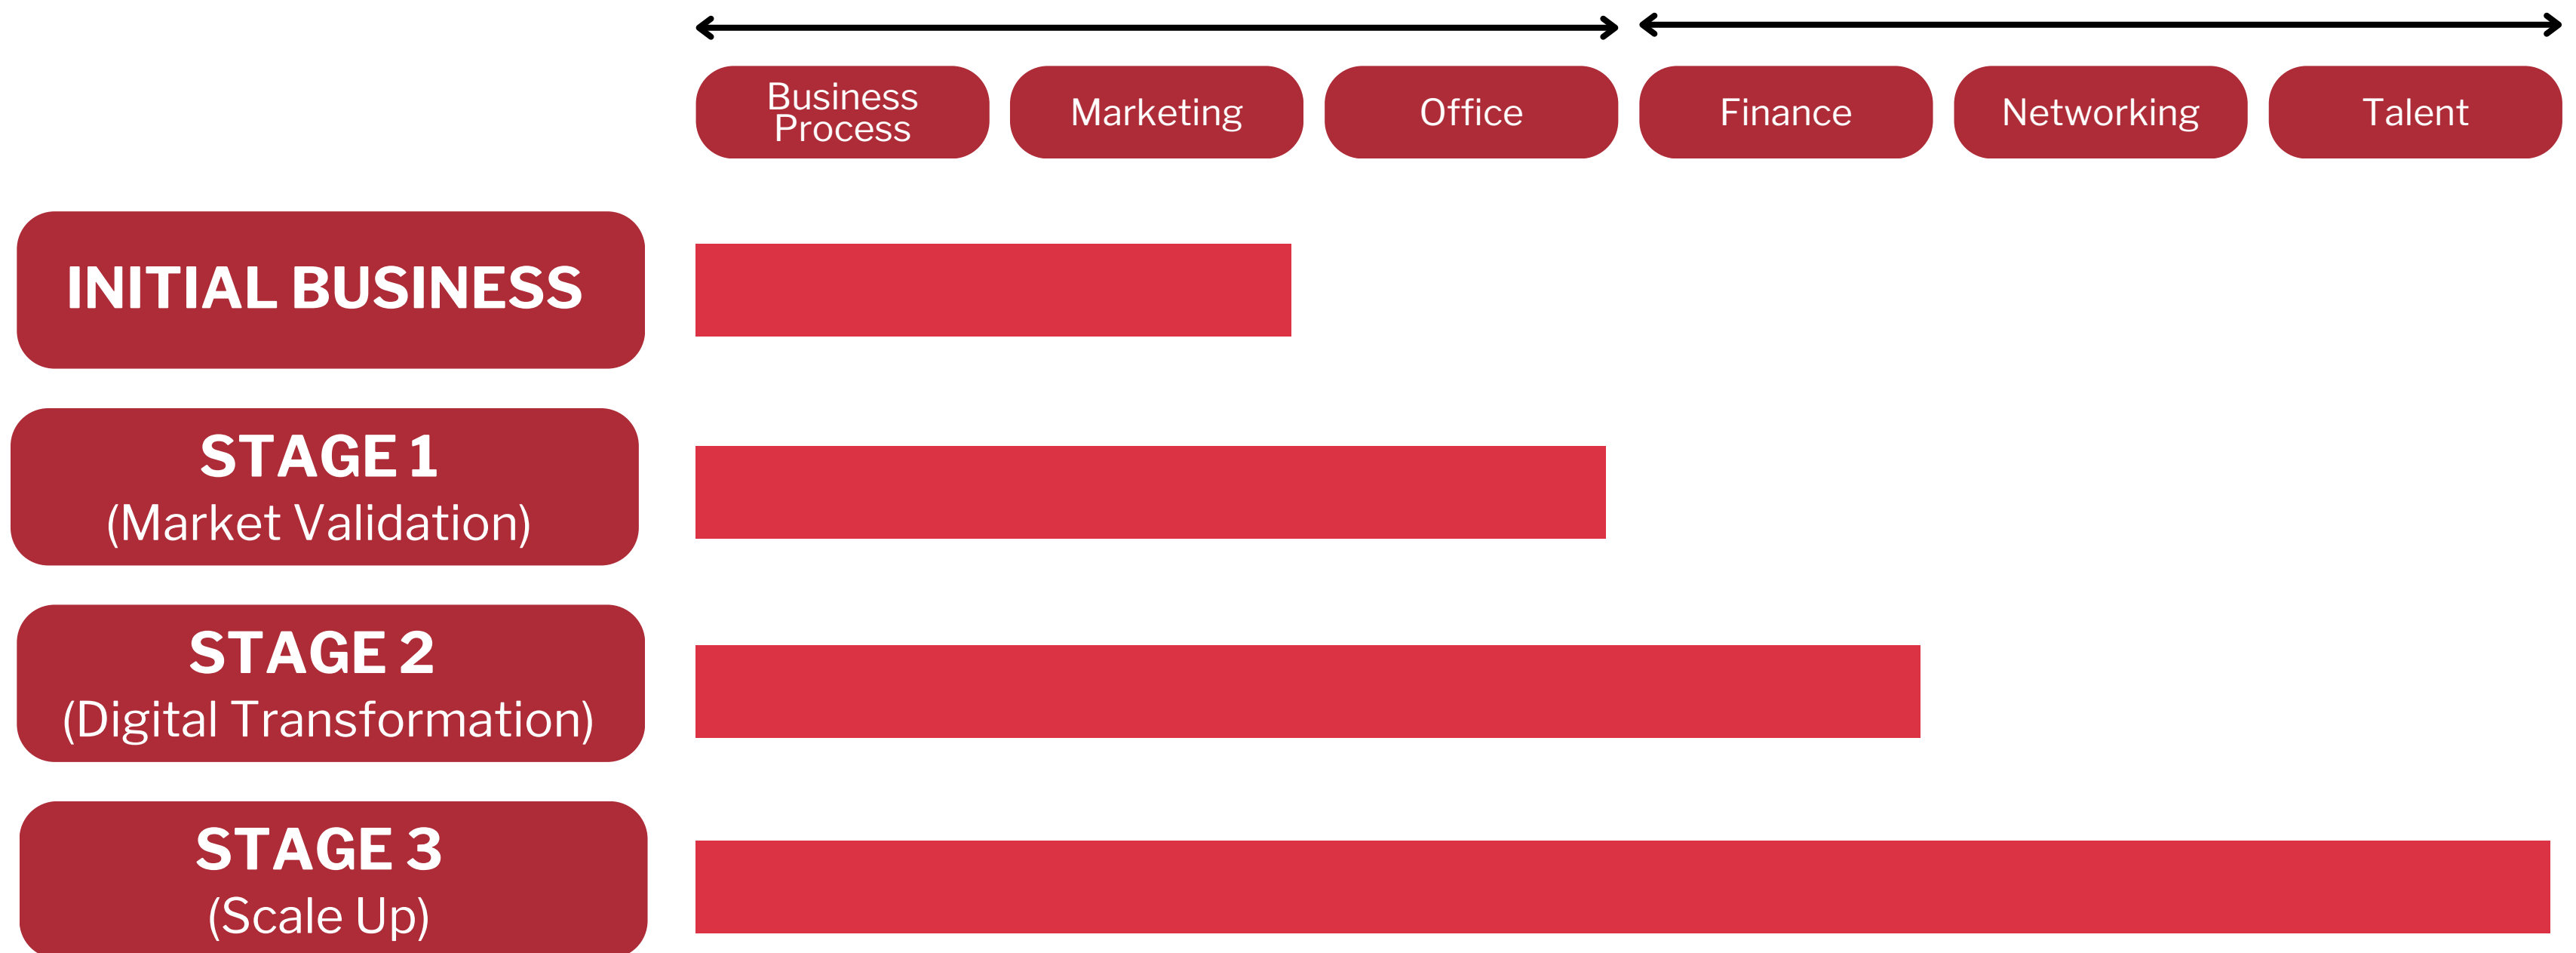 Business
Process
Marketing
Office
Finance
Networking
Talent
INITIAL BUSINESS
STAGE 1
(Market Validation)
STAGE 2
(Digital Transformation)
STAGE 3
(Scale Up)